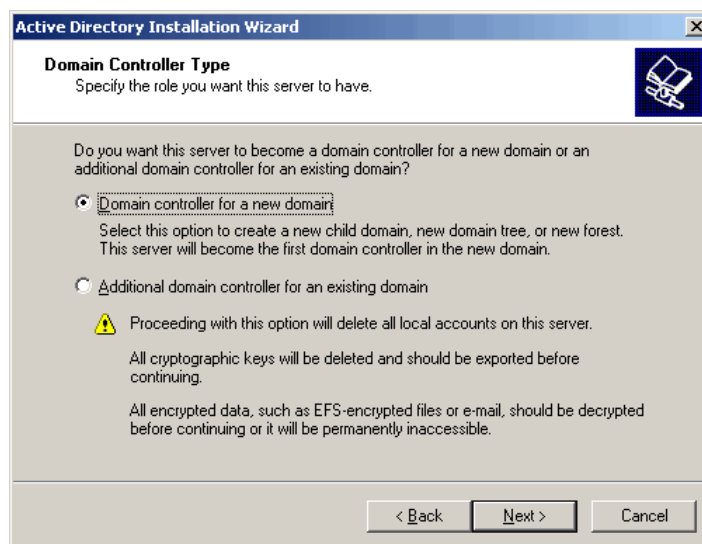 Active Directory Installation Wizard
Domain Controller Type
Specify the role you want this server to have.
Do you want this server to become a domain controller for a new domain or an
additional domain controller for an existing domain?
Domain controller for a new domain
Select this option to create a new child domain, new domain tree, or new forest.
This server will become the first domain controller in the new domain.
Additional domain controller for an existing domain
Proceeding with this option will delete all local accounts on this server.
All cryptographic keys will be deleted and should be exported before
continuing.
All encrypted data, such as EFS-encrypted files or e-mail, should be decrypted
before continuing or it will be permanently inaccessible.
< Back Next > Cancel